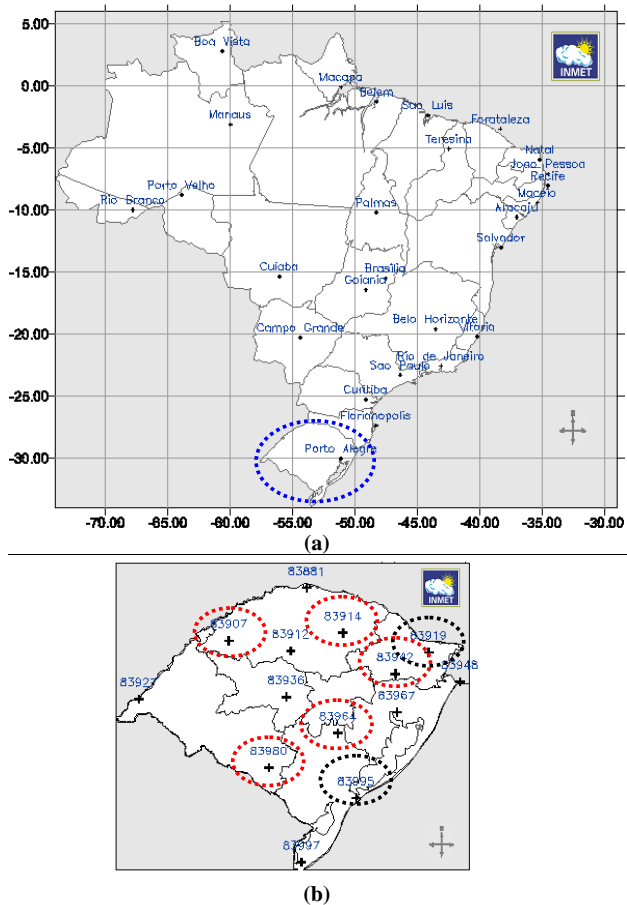 5.00
Boa Vista
INMET
0.00
Macapa
Belem
Sao Luis
Manaus
Forataleza
Teresina
-5.00
Natal
Joao Pessoa
Recife
Porto Velho
Maceio
Rio Branco
Palmas
Aracaju
-10.00
Salvador
Cuiaba
Brasilia
-15.00
Goiania
Campo Grande
Belo Horizonte
Vitoria
-20.00
Rio de Janeiro
Sao Paulo
Curitiba
-25.00
Florianopolis
Porto Alegre
-30.00
-70.00 -65.00 -60.00 -55.00 -50.00 -45.00 -40.00 -35.00 -30.00 -29.00
(a)
83881
INMET
83907
83914
83912
83919
83942
83948
83927
83936
83967
83964
83980
83995
83997
(b)